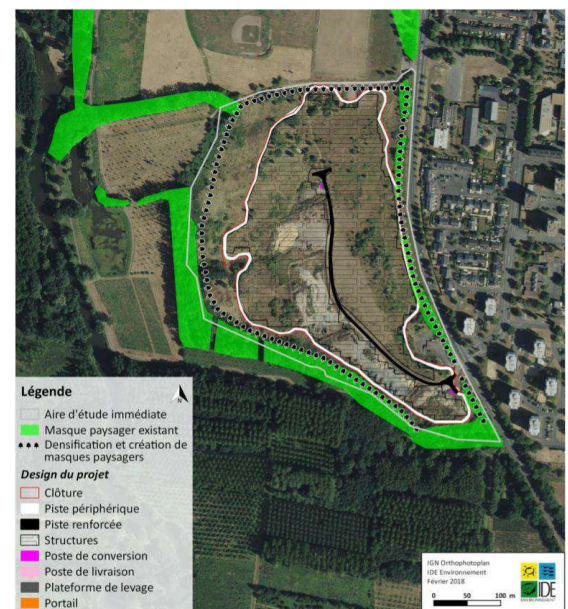 Légende
N
Aire d'étude immédiate
Masque paysager existant
Densification et création de
masques paysagers
Design du projet
Clôture
Piste périphérique
Piste renforcée
Structures
Poste de conversion
Poste de livraison
Plateforme de levage
Portail
IGN Orthophotoplan
IDE Environnement
Février 2018
0 50 100 m
IDE
ENVIRONNEMENT